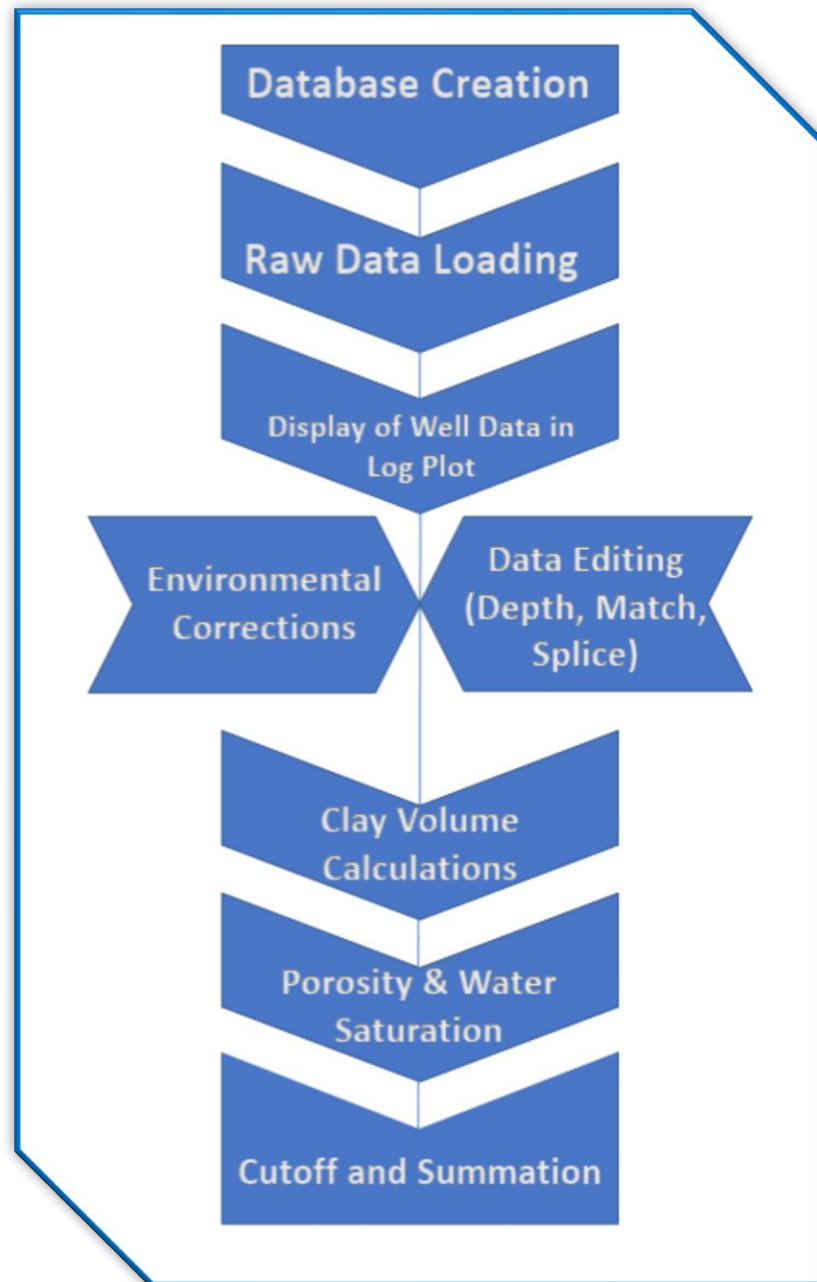 Database Creation
Raw Data Loading
Display of Well Data in
Log Plot
Environmental
Corrections
Data Editing
(Depth, Match,
Splice)
Clay Volume
Calculations
Porosity & Water
Saturation
Cutoff and Summation